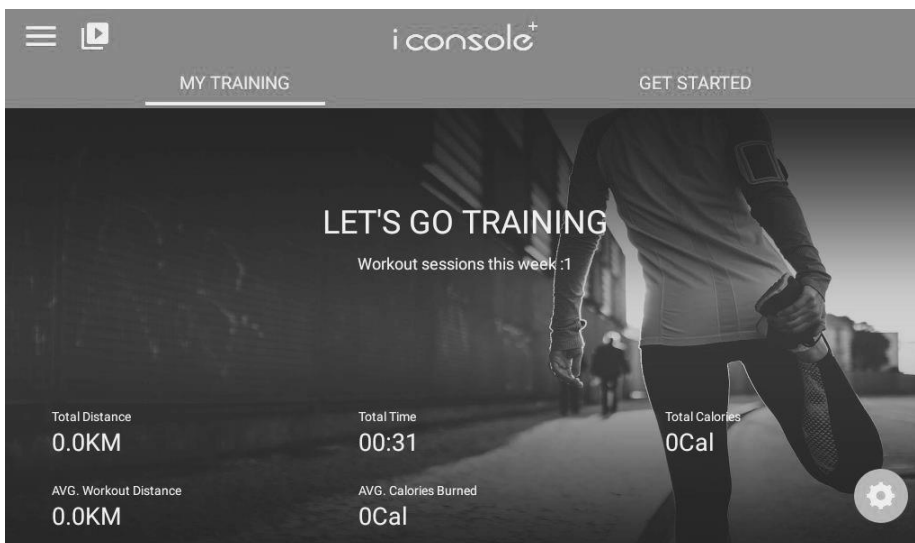 i console+
MY TRAINING
GET STARTED
LET'S GO TRAINING
Workout sessions this week :1
Total Distance
0.0KM
Total Time
00:31
Total Calories
0Cal
AVG. Workout Distance
0.0KM
AVG. Calories Burned
0Cal